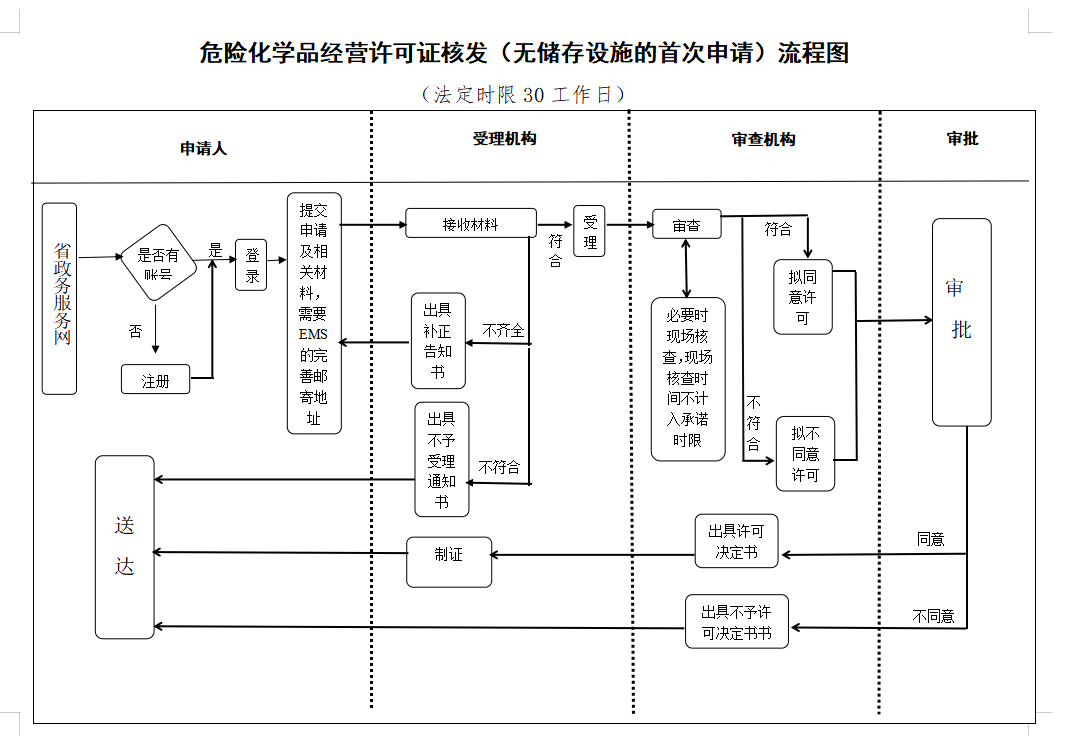 危险化学品经营许可证核发（无储存设施的首次申请）流程图
（法定时限 30 工作日）
申请人
受理机构
审查机构
审批
省政务服务网
是否有
账号
是
否
注册
登
录
提交
申请
及相
关材
料，
需要
EMS
的完
善邮
寄地
址
接收材料
符
合
受
理
不齐全
出具
补正
告知
书
不符合
出具
不予
受理
通知
书
审查
必要时
现场核
查，现场
核查时
间不计
入承诺
时限
符合
拟同
意许
可
不
符
合
拟不
同意
许可
审
批
同意
出具许可
决定书
制证
不同意
出具不予许
可决定书书
送
达